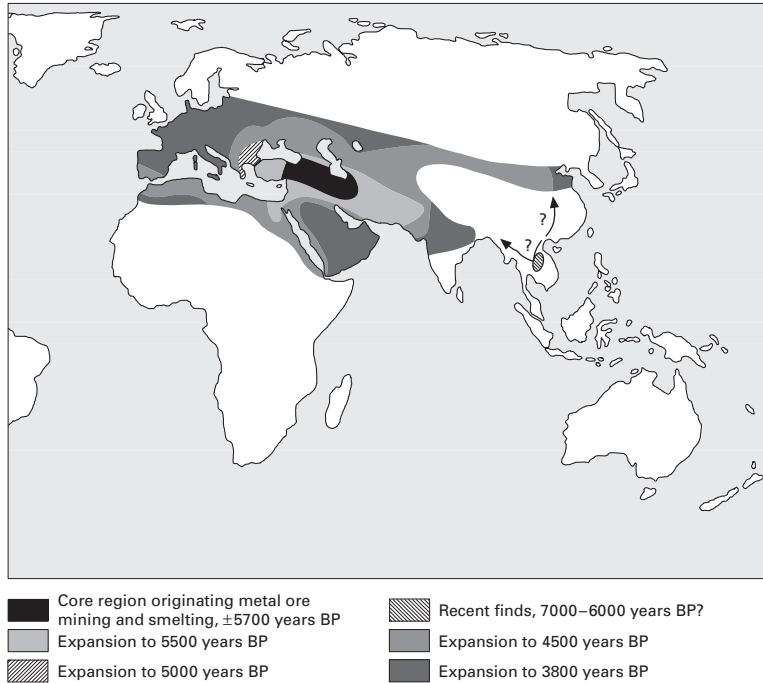 ?
?
Core region originating metal ore
mining and smelting, ±5700 years BP
Expansion to 5500 years BP
Expansion to 5000 years BP
Recent finds, 7000–6000 years BP?
Expansion to 4500 years BP
Expansion to 3800 years BP